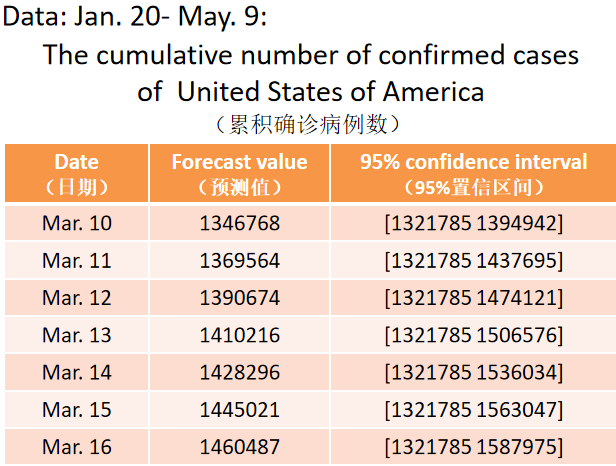 Data: Jan. 20- May. 9:
The cumulative number of confirmed cases
of United States of America
（累积确诊病例数）
Date Forecast value 95% confidence interval
（日期） （预测值） （95%置信区间）
Mar. 10 1346768 [1321785 1394942]
Mar. 11 1369564 [1321785 1437695]
Mar. 12 1390674 [1321785 1474121]
Mar. 13 1410216 [1321785 1506576]
Mar. 14 1428296 [1321785 1536034]
Mar. 15 1445021 [1321785 1563047]
Mar. 16 1460487 [1321785 1587975]